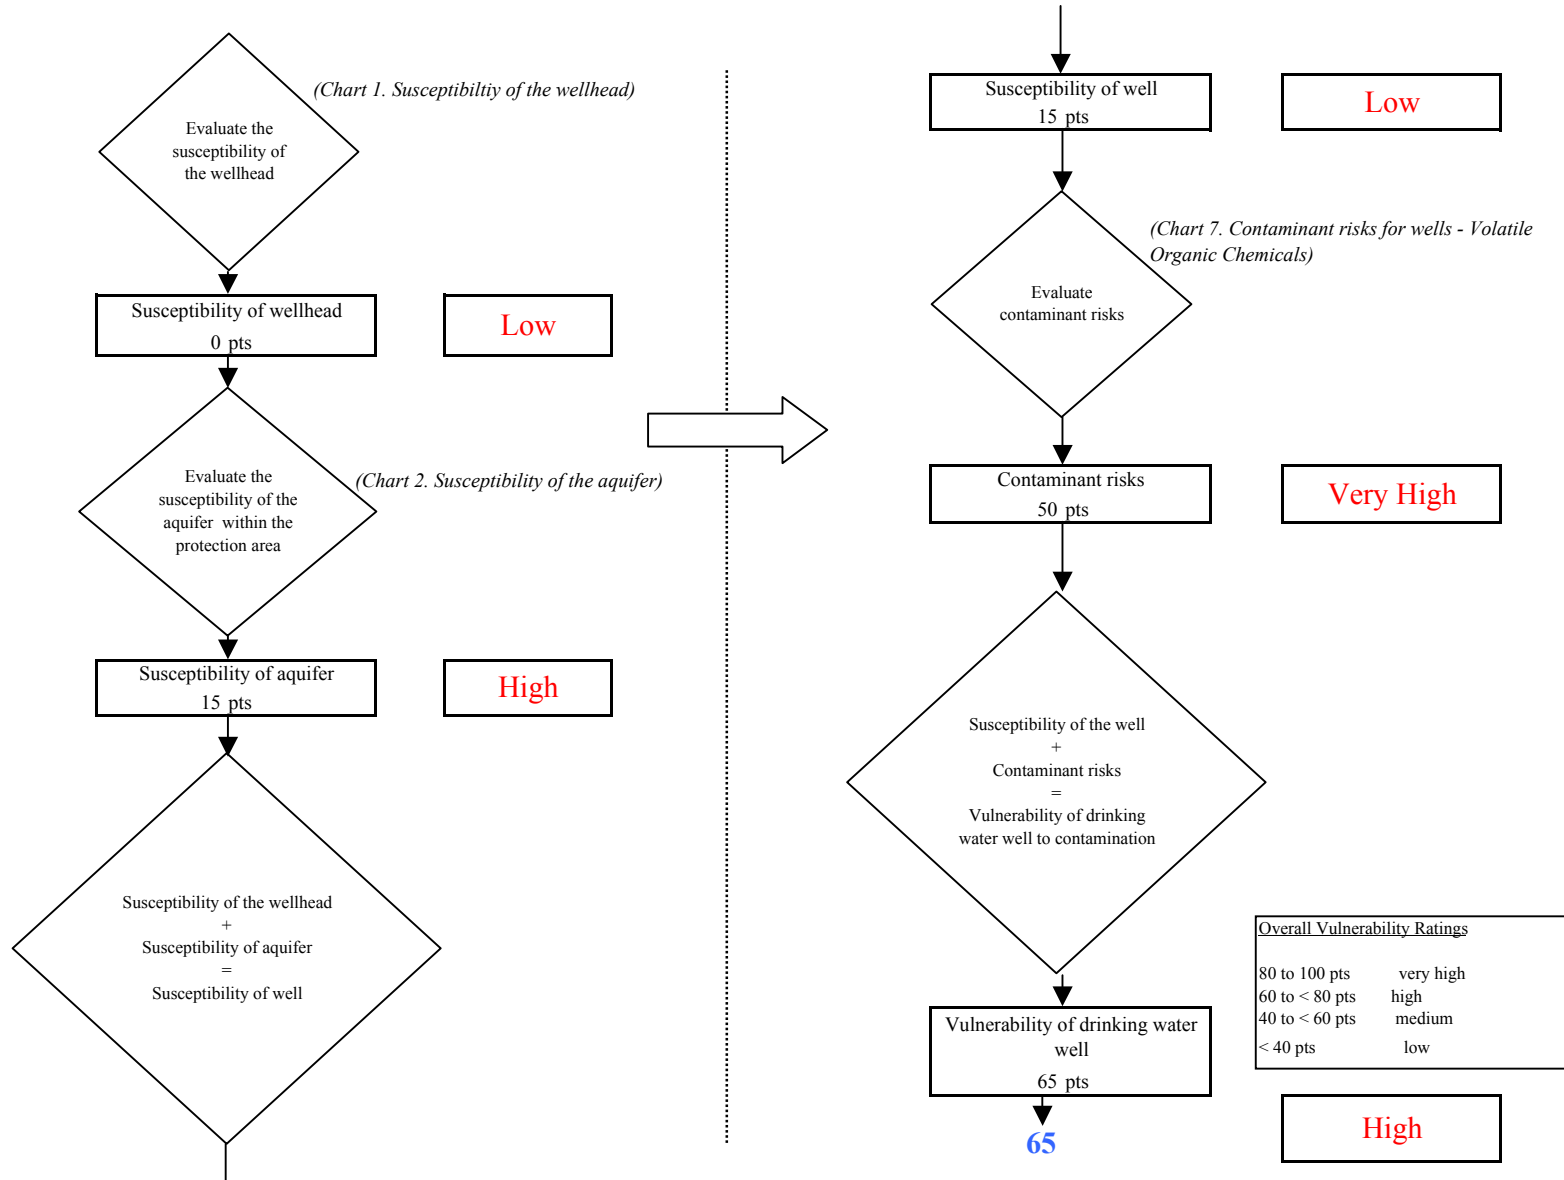 (Chart 1. Susceptibiltiy of the wellhead)
Evaluate the
susceptibility of
the wellhead
Susceptibility of wellhead
0 pts
Low
Evaluate the
susceptibility of the
aquifer within the
protection area
(Chart 2. Susceptibility of the aquifer)
Susceptibility of aquifer
15 pts
High
Susceptibility of the wellhead
+
Susceptibility of aquifer
=
Susceptibility of well
Susceptibility of well
15 pts
Low
(Chart 7. Contaminant risks for wells - Volatile
Organic Chemicals)
Evaluate
contaminant risks
Contaminant risks
50 pts
Very High
Susceptibility of the well
+
Contaminant risks
=
Vulnerability of drinking
water well to contamination
Overall Vulnerability Ratings
80 to 100 pts very high
60 to < 80 pts high
40 to < 60 pts medium
< 40 pts low
Vulnerability of drinking water
well
65 pts
65
High